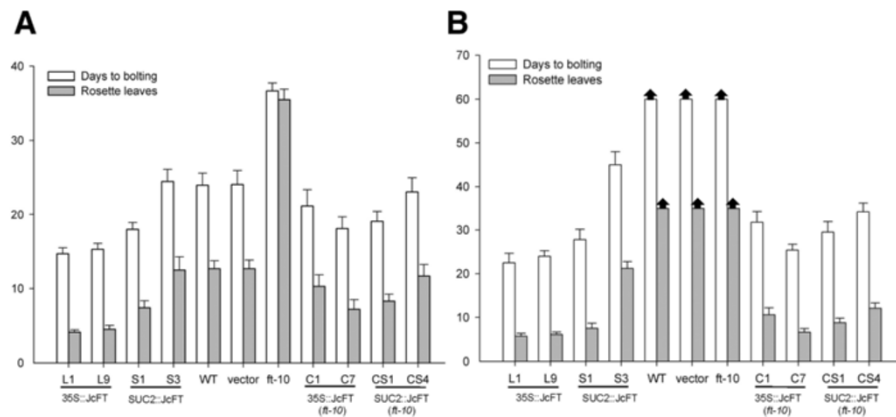 A
Days to bolting
Rosette leaves
40
30
20
10
0
L1 L9 S1 S3 WT vector ft-10 C1 C7 CS1 CS4
35S::JcFT SUC2::JcFT 35S::JcFT SUC2::JcFT
(ft-10) (ft-10)
B
Days to bolting
Rosette leaves
70
60
50
40
30
20
10
0
L1 L9 S1 S3 WT vector ft-10 C1 C7 CS1 CS4
35S::JcFT SUC2::JcFT 35S::JcFT SUC2::JcFT
(ft-10) (ft-10)